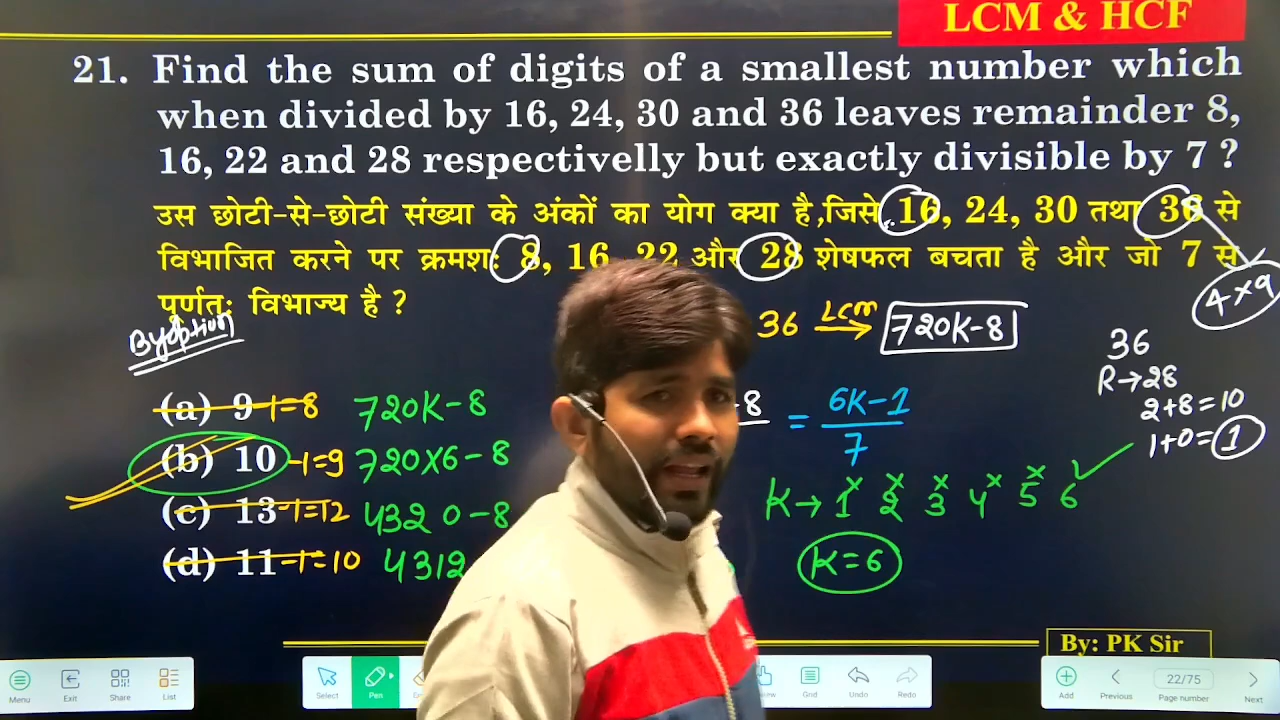 LCM & HCF
21. Find the sum of digits of a smallest number which
when divided by 16, 24, 30 and 36 leaves remainder 8,
16, 22 and 28 respectivelly but exactly divisible by 7 ?
उस छोटी-से-छोटी संख्या के अंकों का योग क्या है,जिसे 16, 24, 30 तथा 36 से
विभाजित करने पर क्रमश: 8, 16, 22 और 28 शेषफल बचता है और जो 7 से
पूर्णत: विभाज्य है ?
4×9
By option
36 LCM → 720K-8
36
R→28
2+8=10
1+0=1
(a) 9 -1=8 720K-8
-8 = 6K-1
7
(b) 10 -1=9 720×6-8
K→ 1 2 3 4 5 6
(c) 13 -1=12 4320-8
(d) 11 -1=10 4312
K=6
By: PK Sir
Menu Exit Share List Select Pen Grid Undo Redo Add Previous 22/75 Page number Next